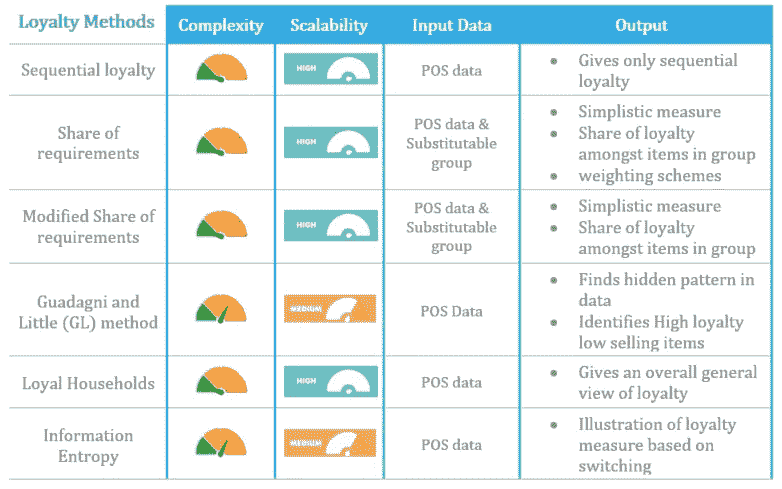 Loyalty Methods Complexity Scalability Input Data Output
Sequential loyalty HIGH POS data • Gives only sequential
loyalty
Share of
requirements
HIGH
POS data &
Substitutable
group
• Simplistic measure
• Share of loyalty
amongst items in group
• weighting schemes
Modified Share of
requirements
HIGH
POS data &
Substitutable
group
• Simplistic measure
• Share of loyalty
amongst items in group
Guadagni and
Little (GL) method
MEDIUM
POS Data
• Finds hidden pattern in
data
• Identifies High loyalty
low selling items
Loyal Households
HIGH
POS data
• Gives an overall general
view of loyalty
Information
Entropy
MEDIUM
POS data
• Illustration of loyalty
measure based on
switching